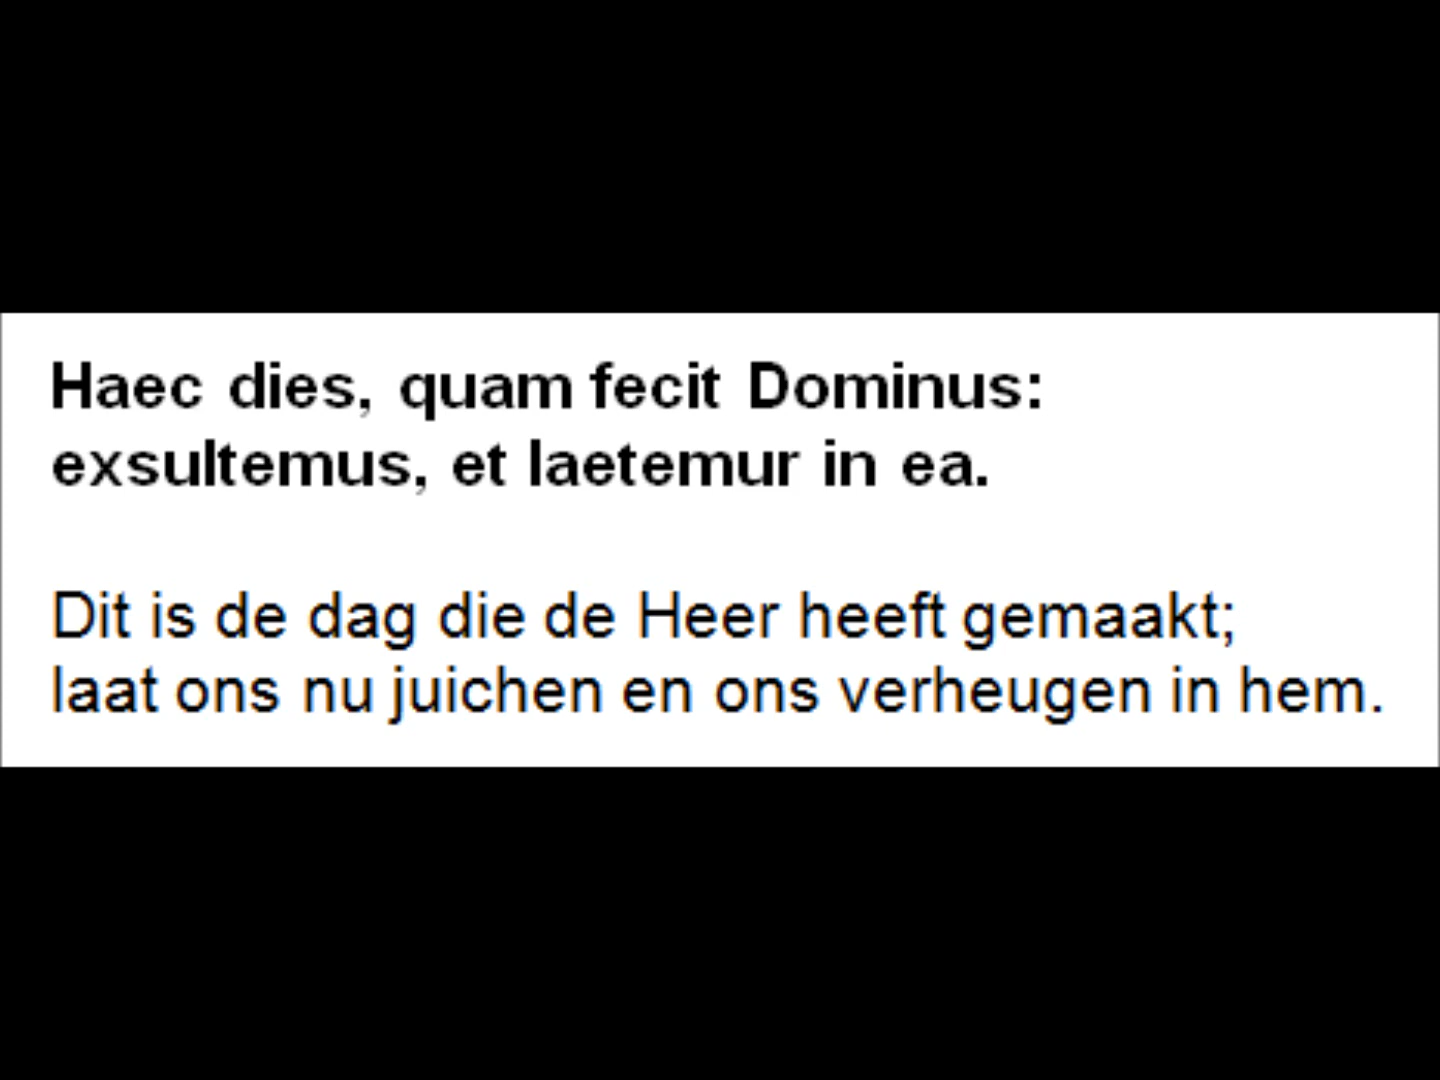 Haec dies, quam fecit Dominus:
exsultemus, et laetemur in ea.
Dit is de dag die de Heer heeft gemaakt;
laat ons nu juichen en ons verheugen in hem.